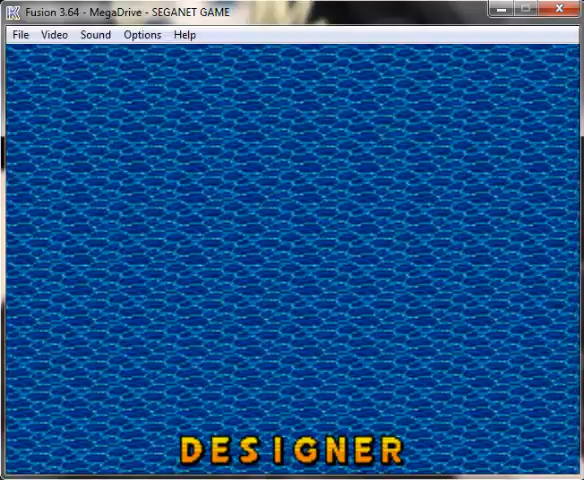 Fusion 3.64 - MegaDrive - SEGANET GAME
File Video Sound Options Help
DESIGNER